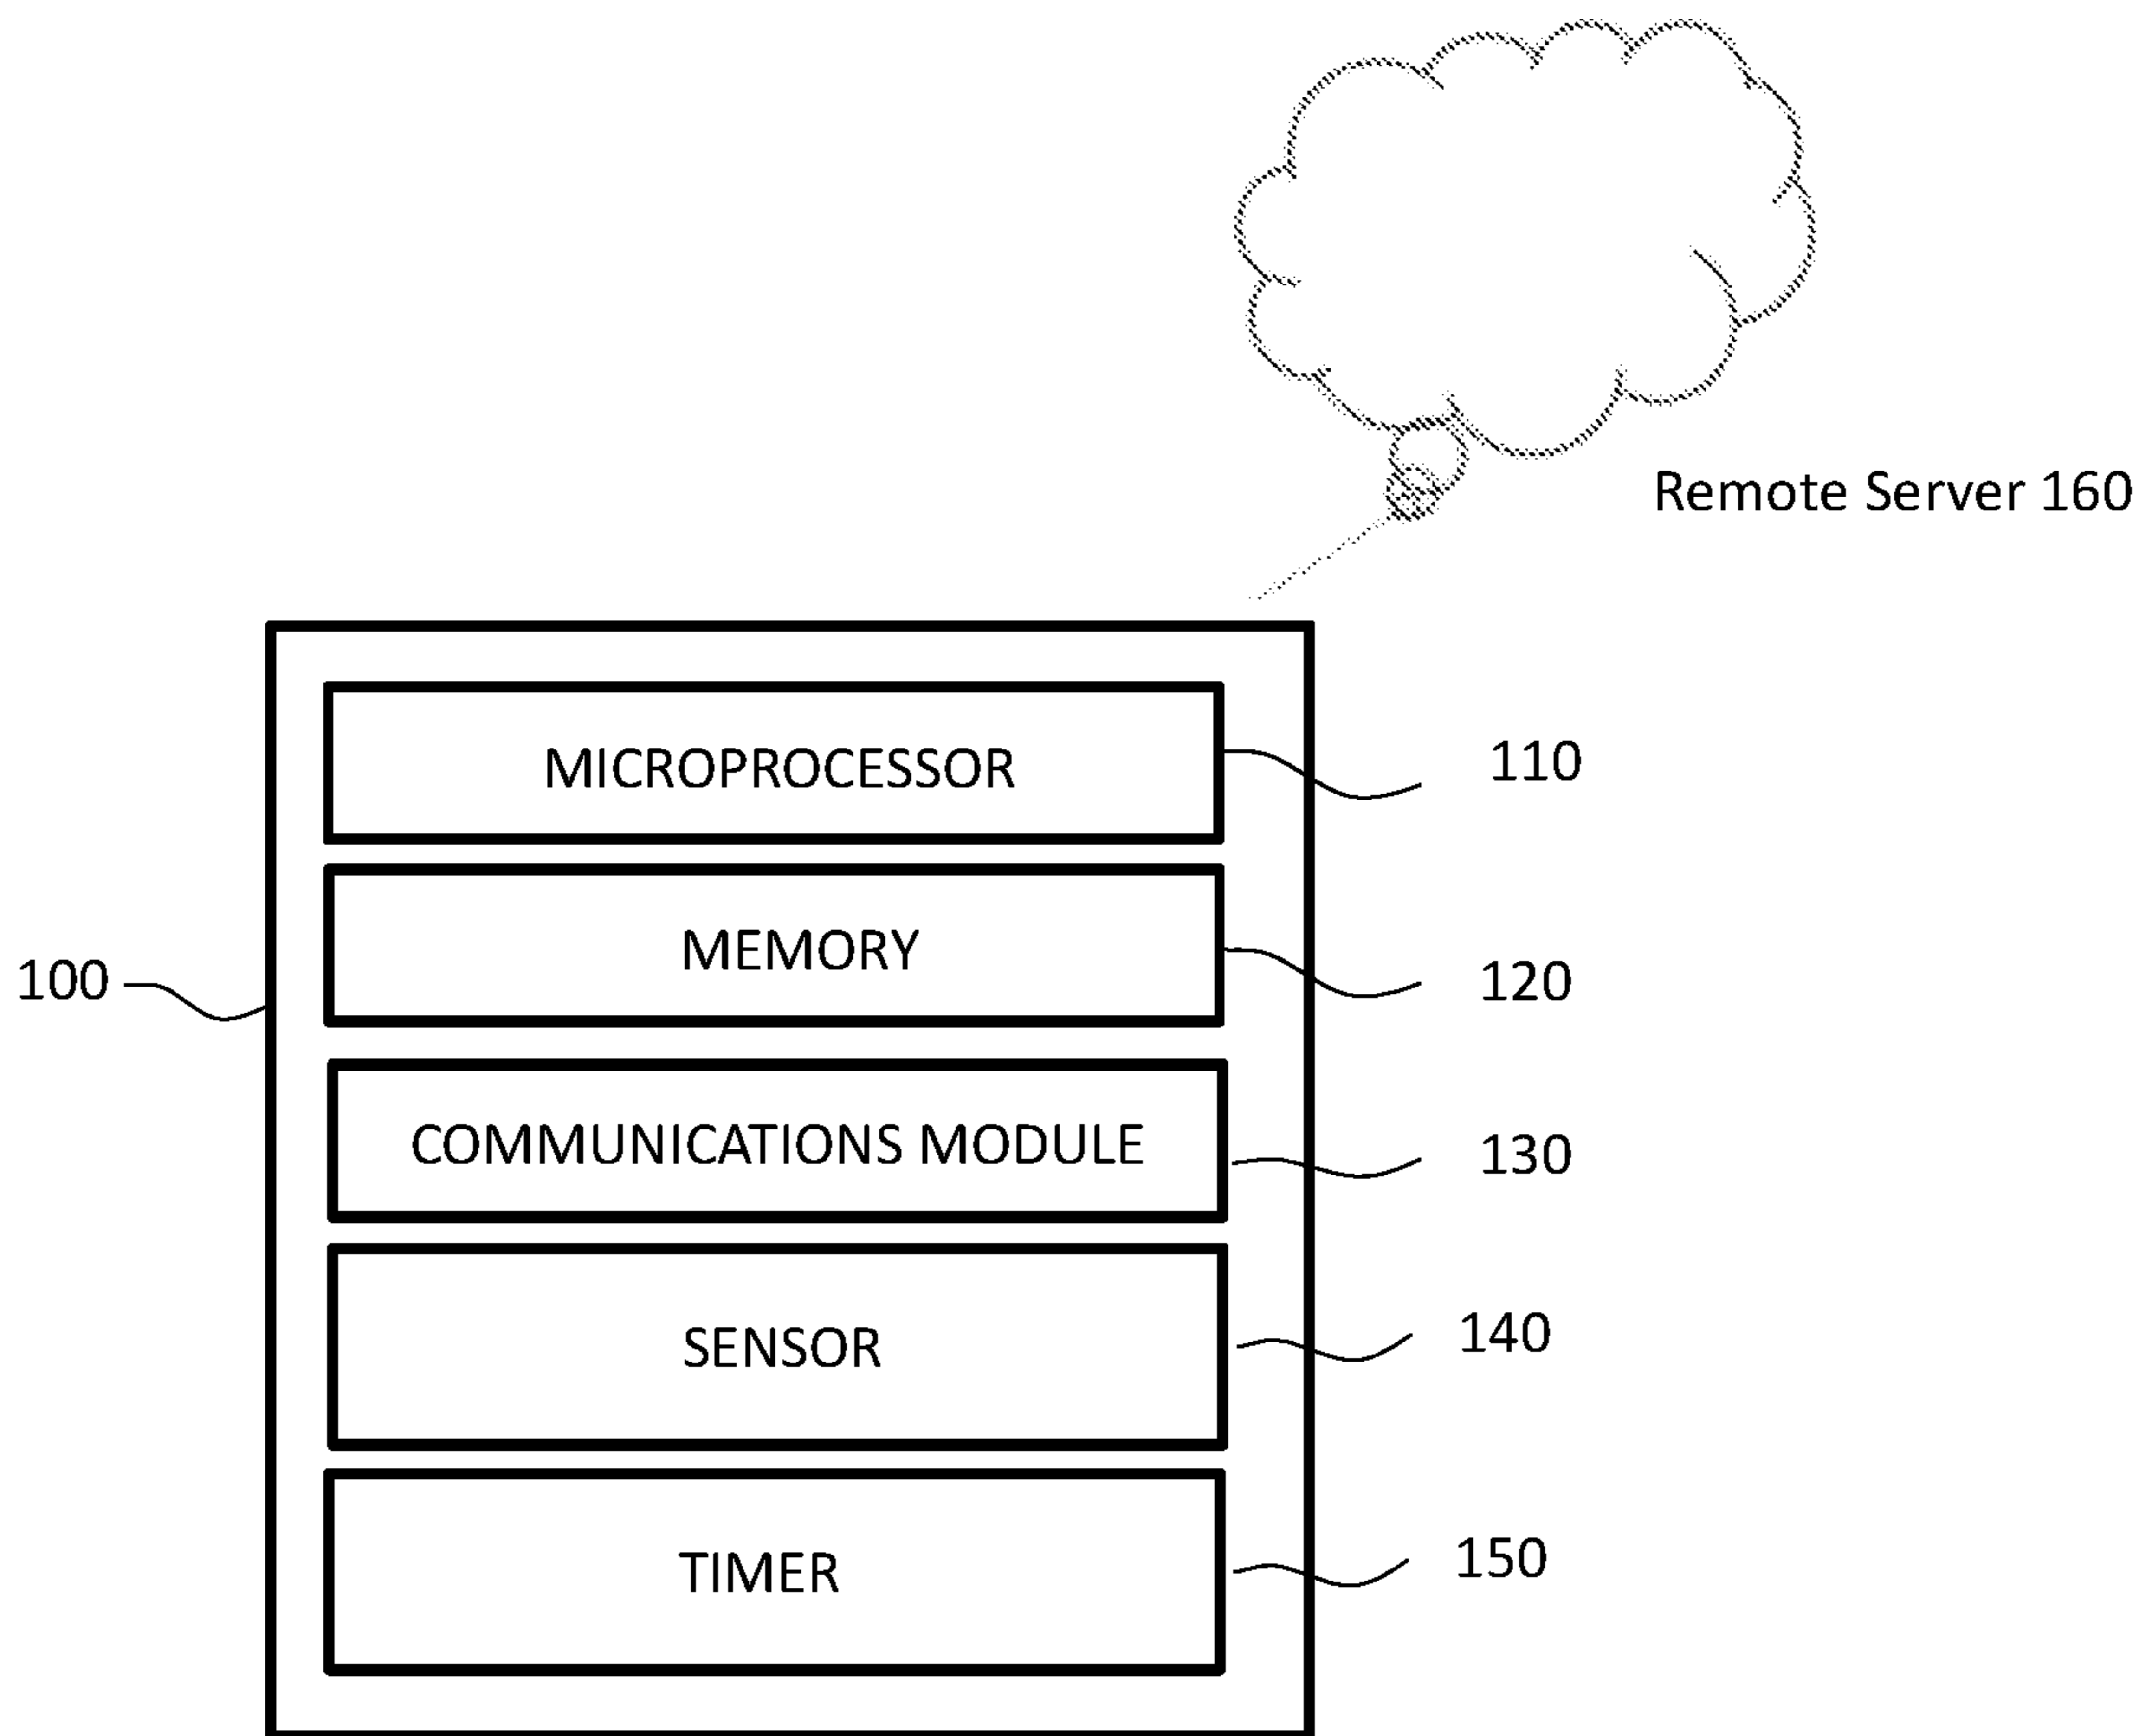 Remote Server 160
MICROPROCESSOR
110
MEMORY
120
100
COMMUNICATIONS MODULE
130
SENSOR
140
TIMER
150